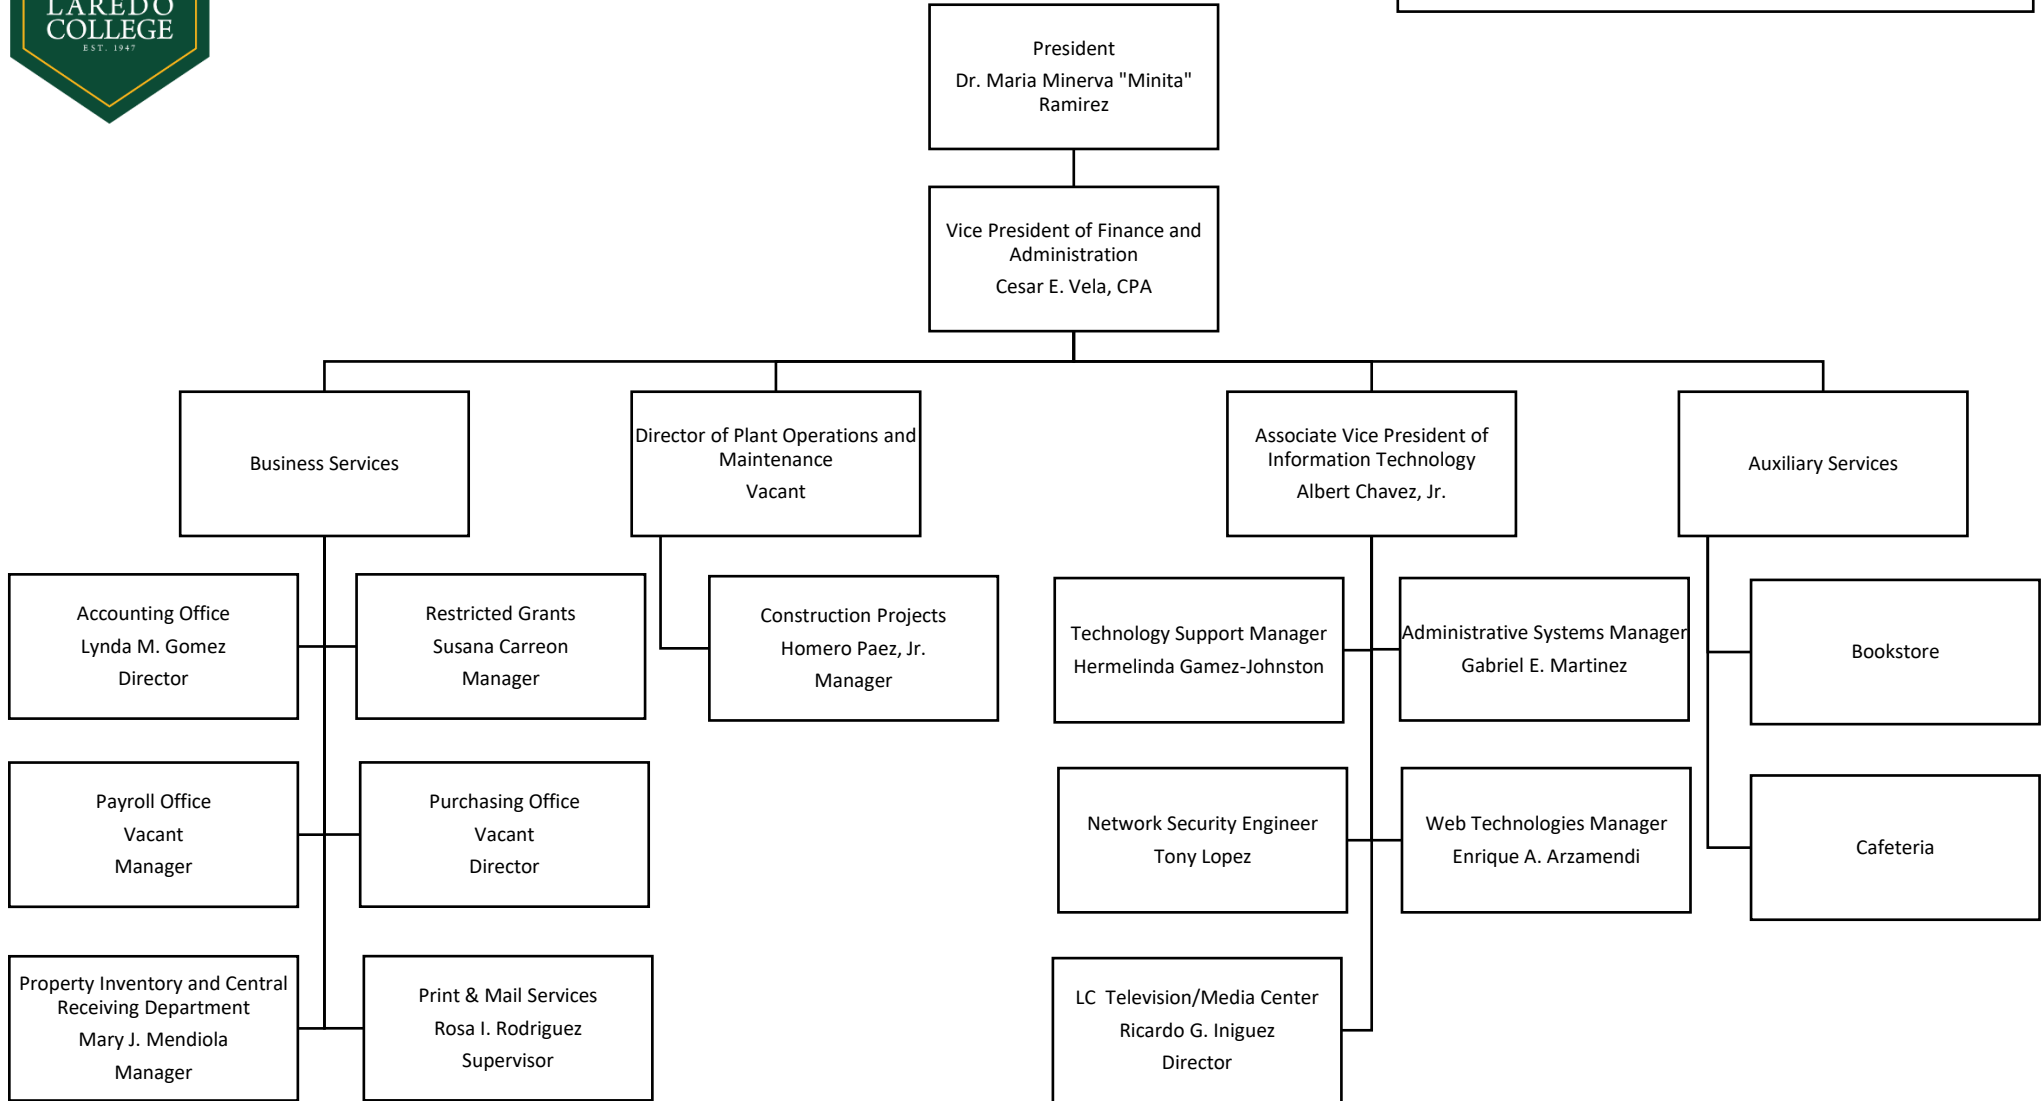 LAREDO
COLLEGE
EST. 1947
President
Dr. Maria Minerva "Minita"
Ramirez
Vice President of Finance and
Administration
Cesar E. Vela, CPA
Business Services
Director of Plant Operations and
Maintenance
Vacant
Associate Vice President of
Information Technology
Albert Chavez, Jr.
Auxiliary Services
Accounting Office
Lynda M. Gomez
Director
Restricted Grants
Susana Carreon
Manager
Construction Projects
Homero Paez, Jr.
Manager
Technology Support Manager
Hermelinda Gamez-Johnston
Administrative Systems Manager
Gabriel E. Martinez
Bookstore
Payroll Office
Vacant
Manager
Purchasing Office
Vacant
Director
Network Security Engineer
Tony Lopez
Web Technologies Manager
Enrique A. Arzamendi
Cafeteria
Property Inventory and Central
Receiving Department
Mary J. Mendiola
Manager
Print & Mail Services
Rosa I. Rodriguez
Supervisor
LC  Television/Media Center
Ricardo G. Iniguez
Director